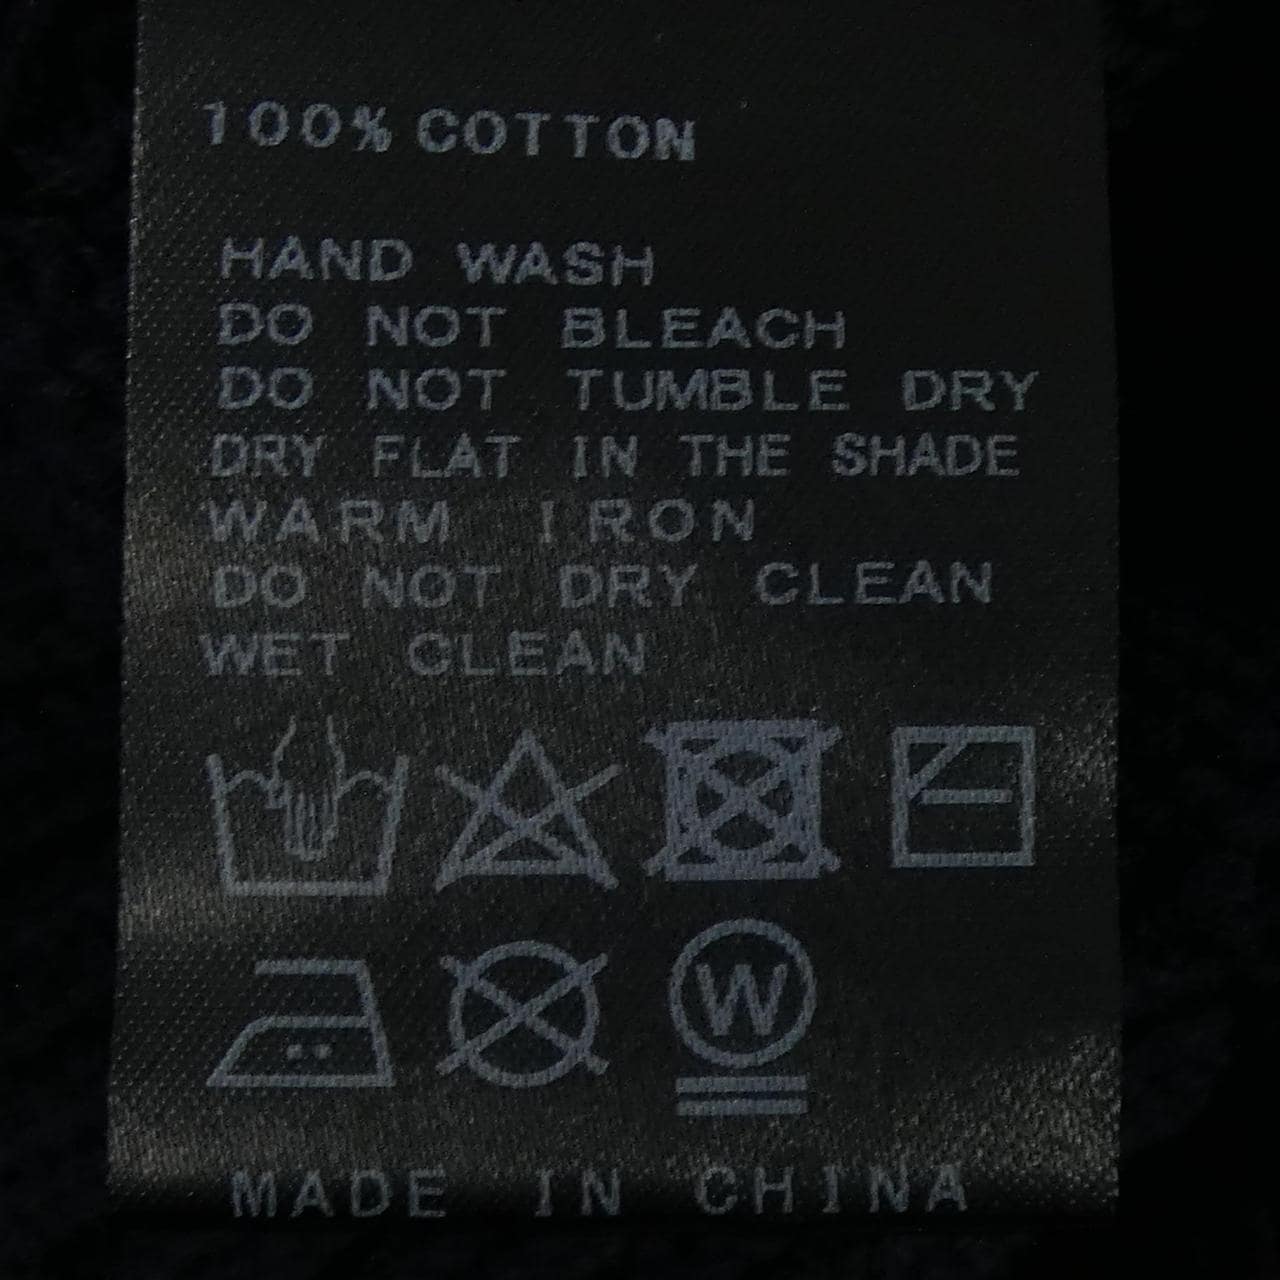 100% COTTON
HAND WASH
DO NOT BLEACH
DO NOT TUMBLE DRY
DRY FLAT IN THE SHADE
WARM IRON
DO NOT DRY CLEAN
WET CLEAN
W
MADE IN CHINA